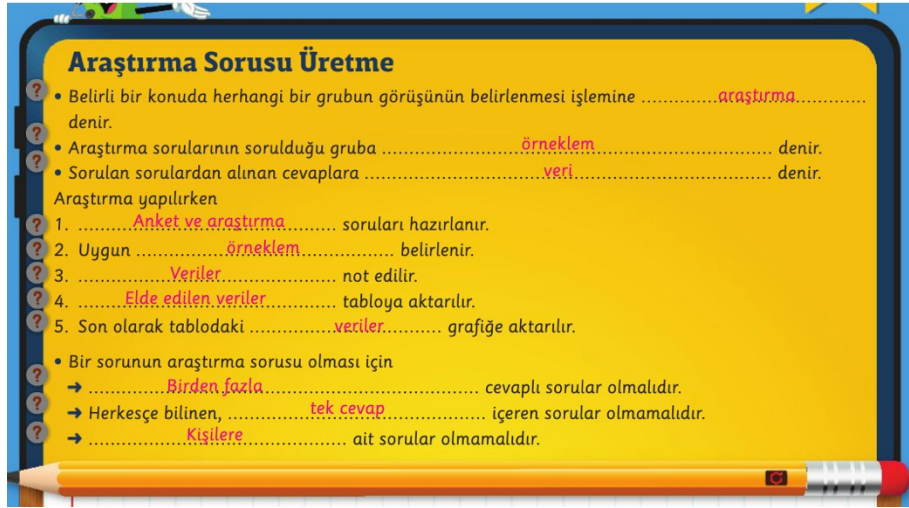 Araştırma Sorusu Üretme
• Belirli bir konuda herhangi bir grubun görüşünün belirlenmesi işlemine ..............araştırma.............
denir.
• Araştırma sorularının sorulduğu gruba ....................örneklem........................... denir.
• Sorulan sorulardan alınan cevaplara ..........................veri.............................. denir.
Araştırma yapılırken
1. .........Anket ve araştırma......... soruları hazırlanır.
2. Uygun ...............örneklem............... belirlenir.
3. ...............Veriler.................. not edilir.
4. ........Elde edilen veriler............ tabloya aktarılır.
5. Son olarak tablodaki ..............veriler.......... grafiğe aktarılır.
• Bir sorunun araştırma sorusu olması için
➜ .............Birden fazla................................... cevaplı sorular olmalıdır.
➜ Herkesçe bilinen, ..............tek cevap................ içeren sorular olmamalıdır.
➜ .................Kişilere.................. ait sorular olmamalıdır.